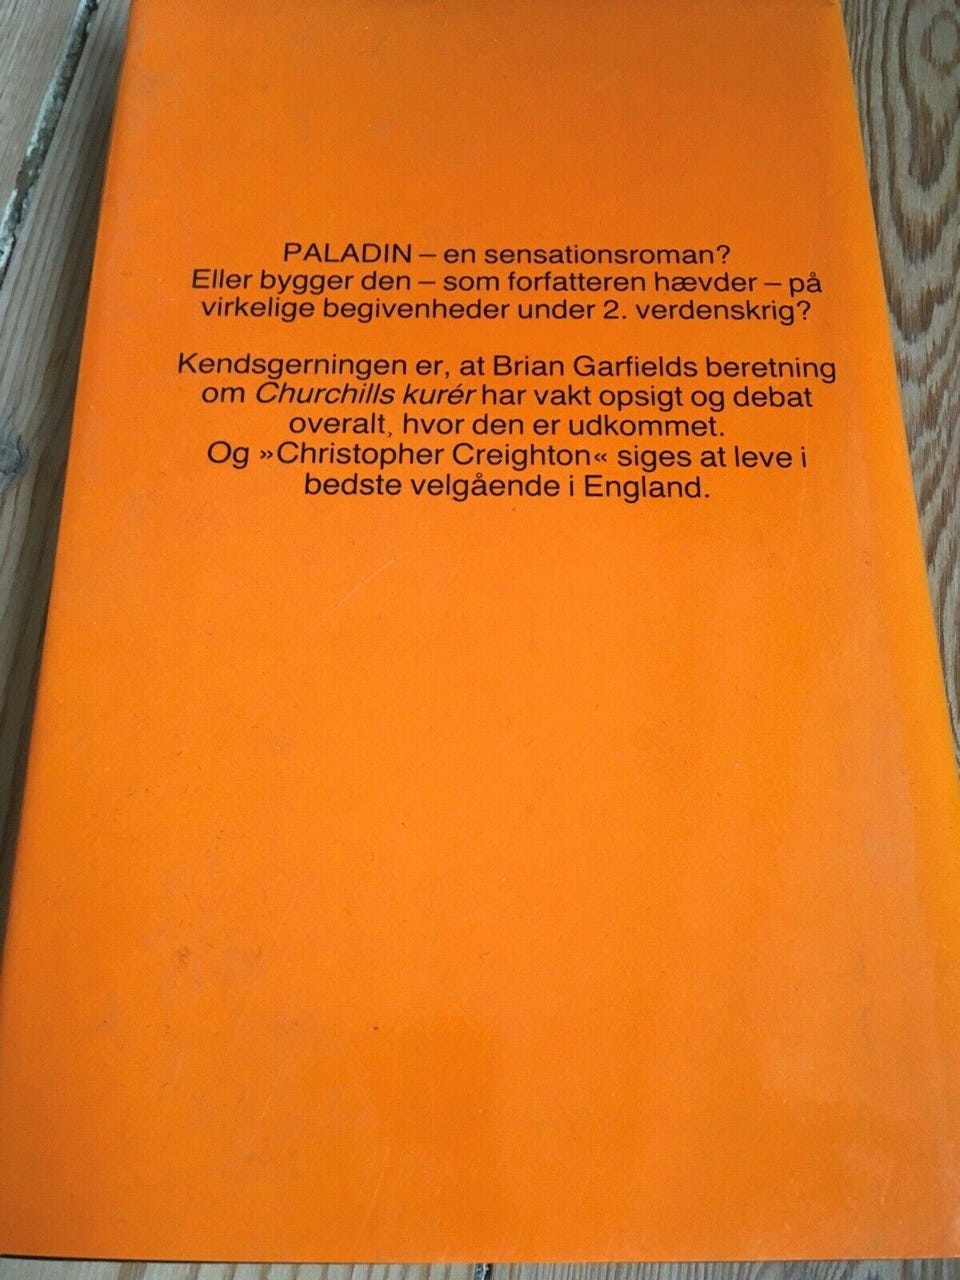 PALADIN – en sensationsroman?
Eller bygger den – som forfatteren hævder – på
virkelige begivenheder under 2. verdenskrig?
Kendsgerningen er, at Brian Garfields beretning
om Churchills kurér har vakt opsigt og debat
overalt, hvor den er udkommet.
Og »Christopher Creighton« siges at leve i
bedste velgående i England.